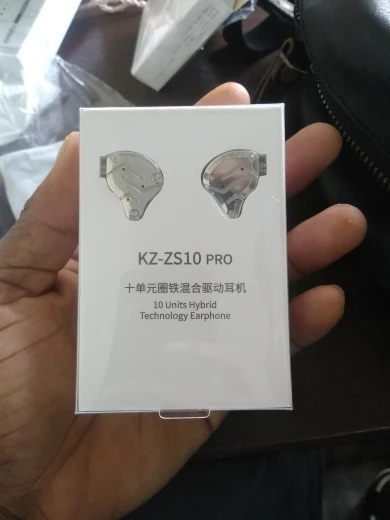 KZ-ZS10 PRO
十单元圈铁混合驱动耳机
10 Units Hybrid
Technology Earphone